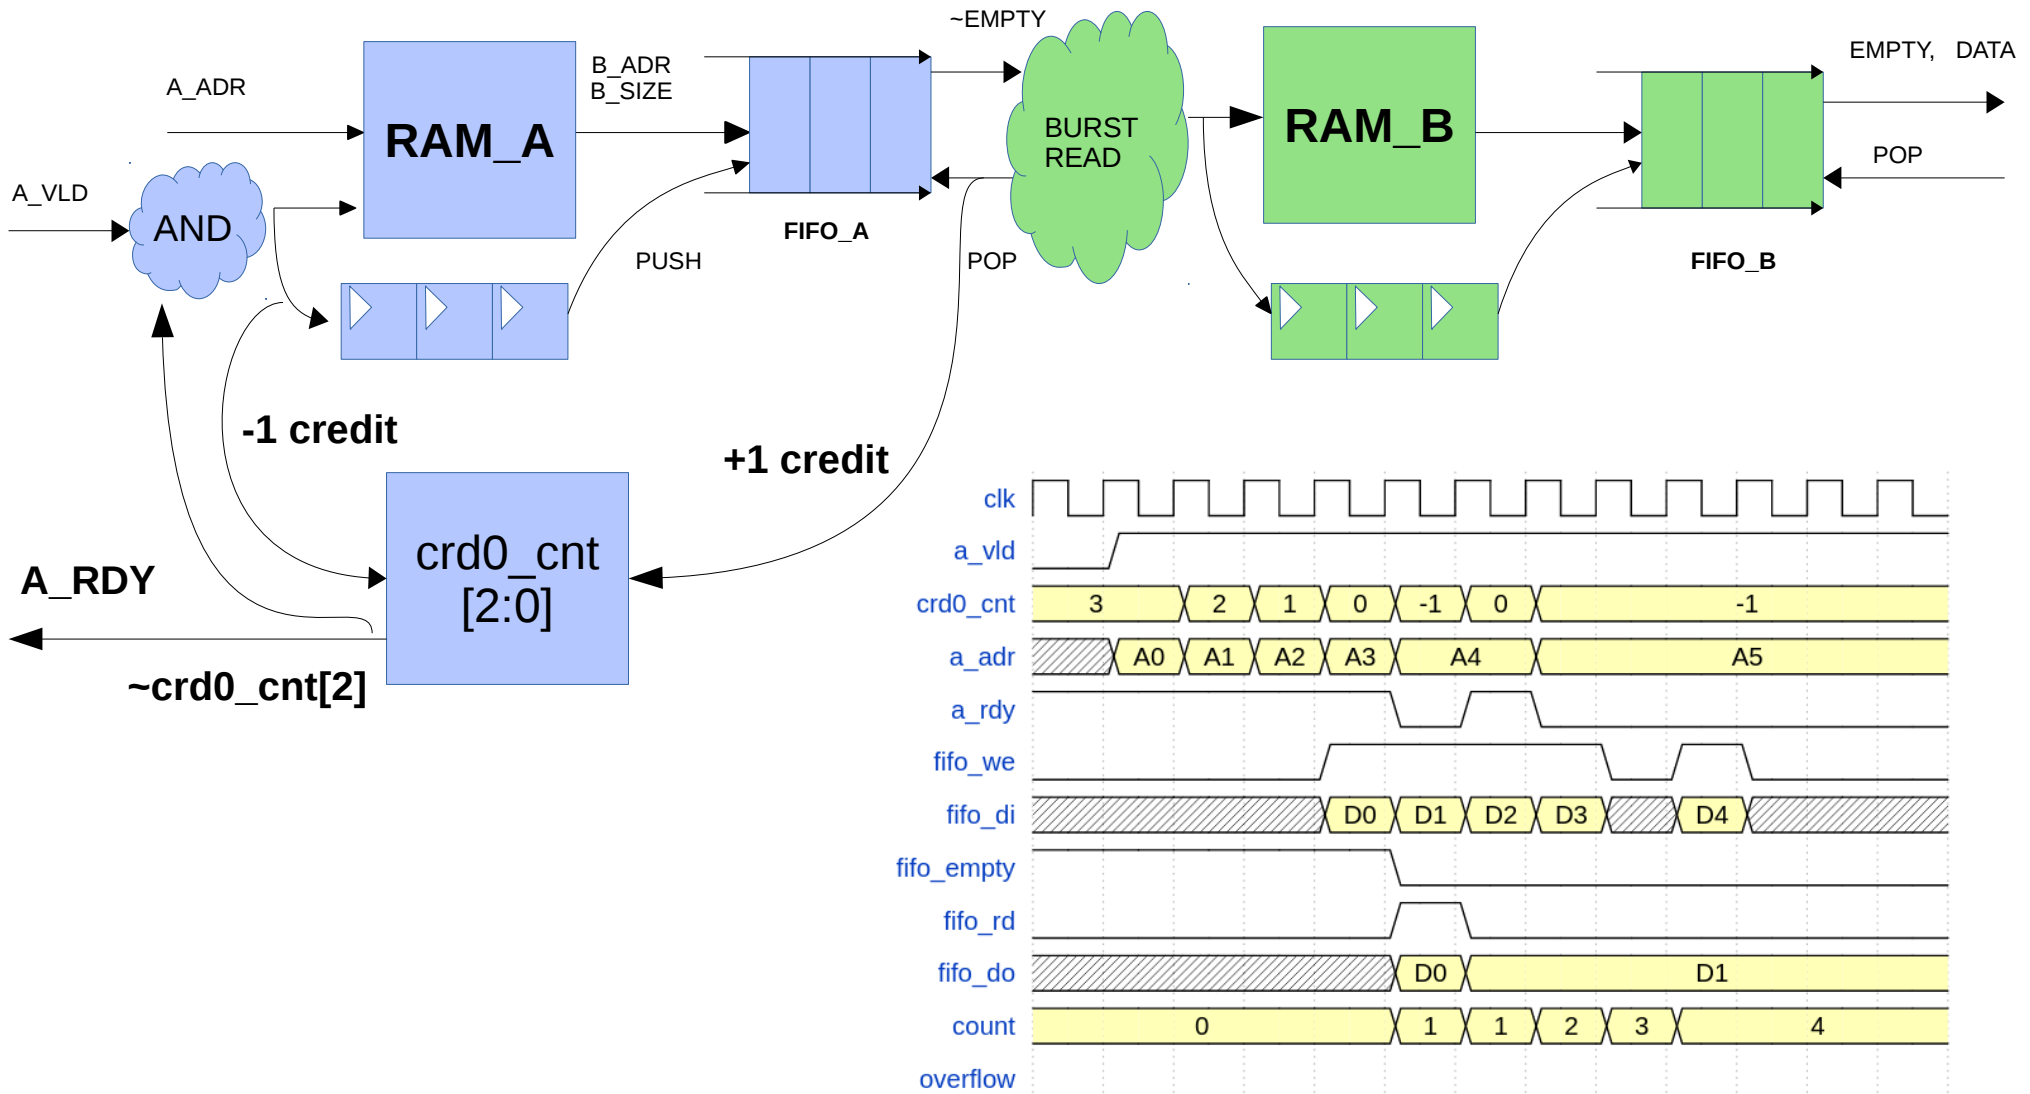 ~EMPTY
A_ADR
RAM_A
B_ADR
B_SIZE
BURST
READ
RAM_B
EMPTY, DATA
POP
A_VLD
AND
FIFO_A
PUSH
POP
FIFO_B
-1 credit
+1 credit
crd0_cnt
[2:0]
A_RDY
~crd0_cnt[2]
clk
a_vld
crd0_cnt 3 2 1 0 -1 0 -1
a_adr A0 A1 A2 A3 A4 A5
a_rdy
fifo_we
fifo_di D0 D1 D2 D3 D4
fifo_empty
fifo_rd
fifo_do D0 D1
count 0 1 1 2 3 4
overflow